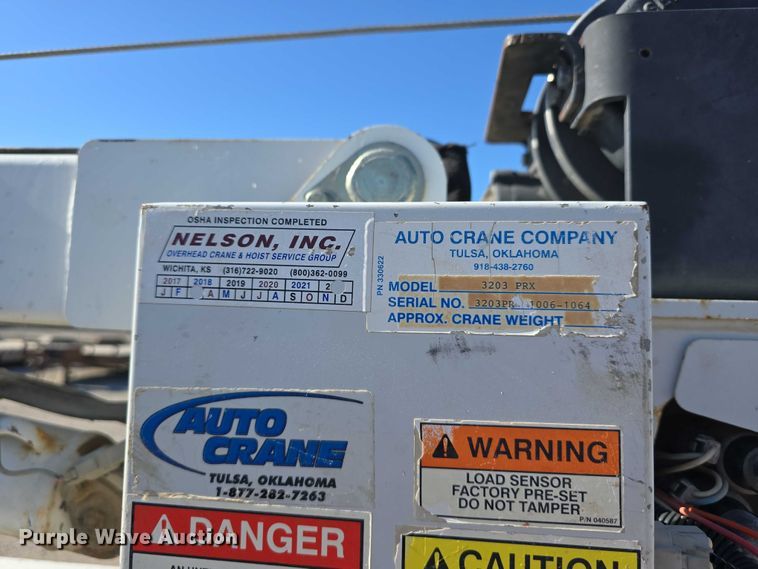 OSHA INSPECTION COMPLETED
NELSON, INC.
OVERHEAD CRANE & HOIST SERVICE GROUP
WICHITA, KS (316)722-9020 (800)362-0099
2017 2018 2019 2020 2021
J F A M J J A S O N D
PN 330622
AUTO CRANE COMPANY
TULSA, OKLAHOMA
918-438-2760
MODEL 3203 PRX
SERIAL NO. 1006-1064
APPROX. CRANE WEIGHT
AUTO
CRANE
TULSA, OKLAHOMA
1-877-282-7263
WARNING
LOAD SENSOR
FACTORY PRE-SET
DO NOT TAMPER
P/N 040587
DANGER
CAUTION
Purple Wave Auction